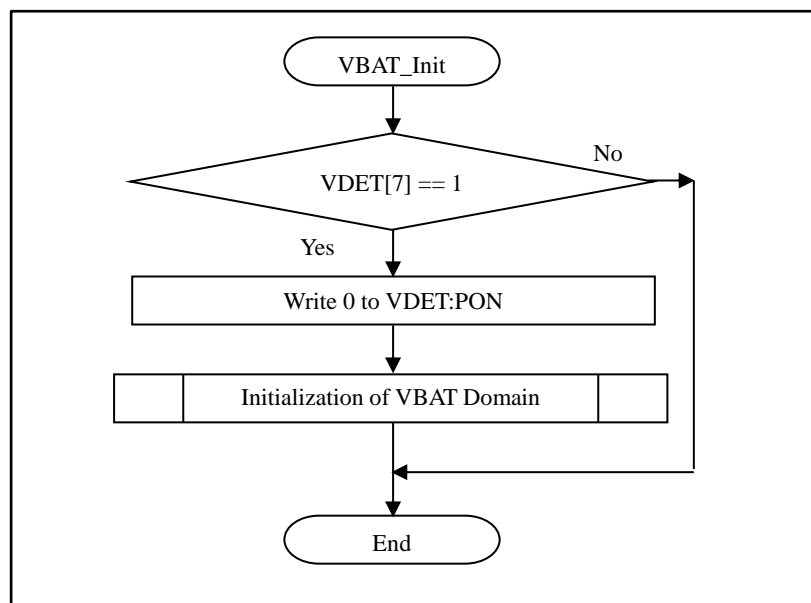 VBAT_Init
No
VDET[7] == 1
Yes
Write 0 to VDET:PON
Initialization of VBAT Domain
End